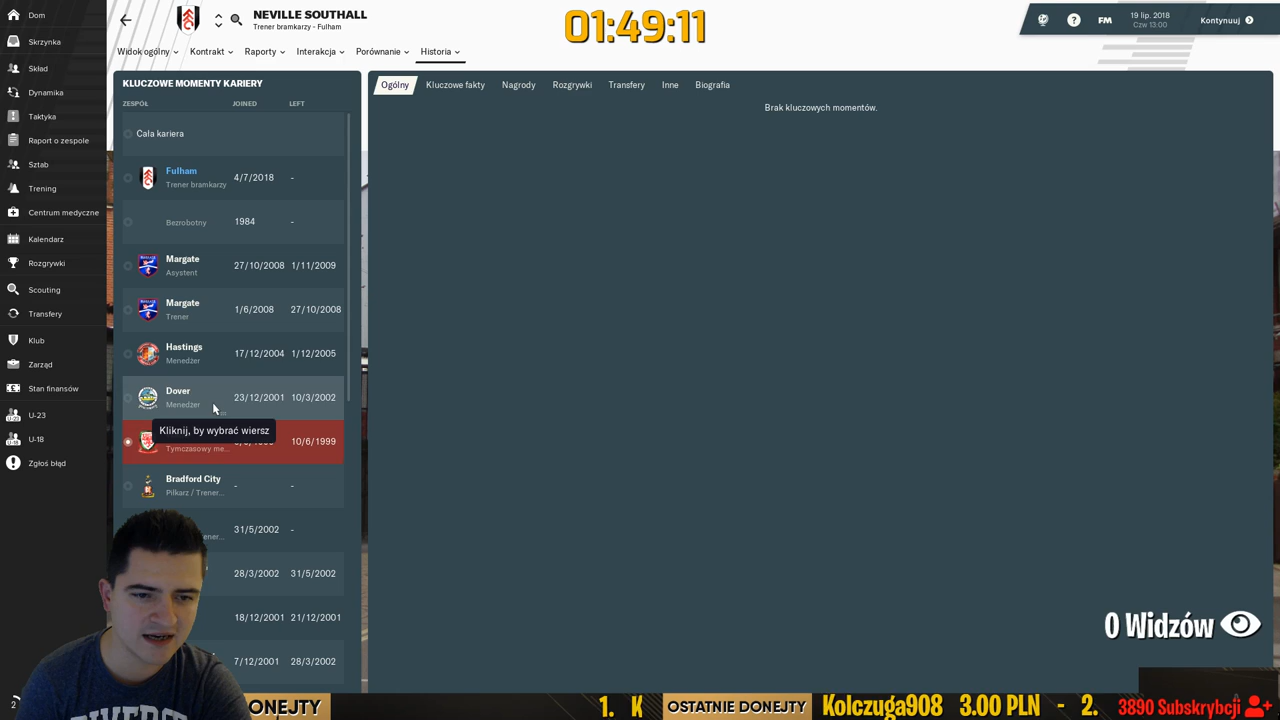 Dom
Skrzynka
Skład
Dynamika
Taktyka
Raport o zespole
Sztab
Trening
Centrum medyczne
Kalendarz
Rozgrywki
Scouting
Transfery
Klub
Zarząd
Stan finansów
U-23
U-18
Zgłoś błąd
NEVILLE SOUTHALL
Trener bramkarzy - Fulham
01:49:11
FM
19 lip. 2018
Czw 13:00
Kontynuuj
Widok ogólny
Kontrakt
Raporty
Interakcja
Porównanie
Historia
KLUCZOWE MOMENTY KARIERY
ZESPÓŁ JOINED LEFT
Cała kariera
Fulham
Trener bramkarzy
4/7/2018 -
Bezrobotny
1984 -
Margate
Asystent
27/10/2008 1/11/2009
Margate
Trener
1/6/2008 27/10/2008
Hastings
Menedżer
17/12/2004 1/12/2005
Dover
Menedżer
23/12/2001 10/3/2002
Kliknij, by wybrać wiersz
Tymczasowy me...
10/6/1999
Bradford City
Piłkarz / Trener...
- -
31/5/2002 -
28/3/2002 31/5/2002
18/12/2001 21/12/2001
7/12/2001 28/3/2002
Ogólny
Kluczowe fakty
Nagrody
Rozgrywki
Transfery
Inne
Biografia
Brak kluczowych momentów.
0 Widzów
ONEJTY
1. K
OSTATNIE DONEJTY
Kolczuga908 3.00 PLN - 2.
3890 Subskrybcji